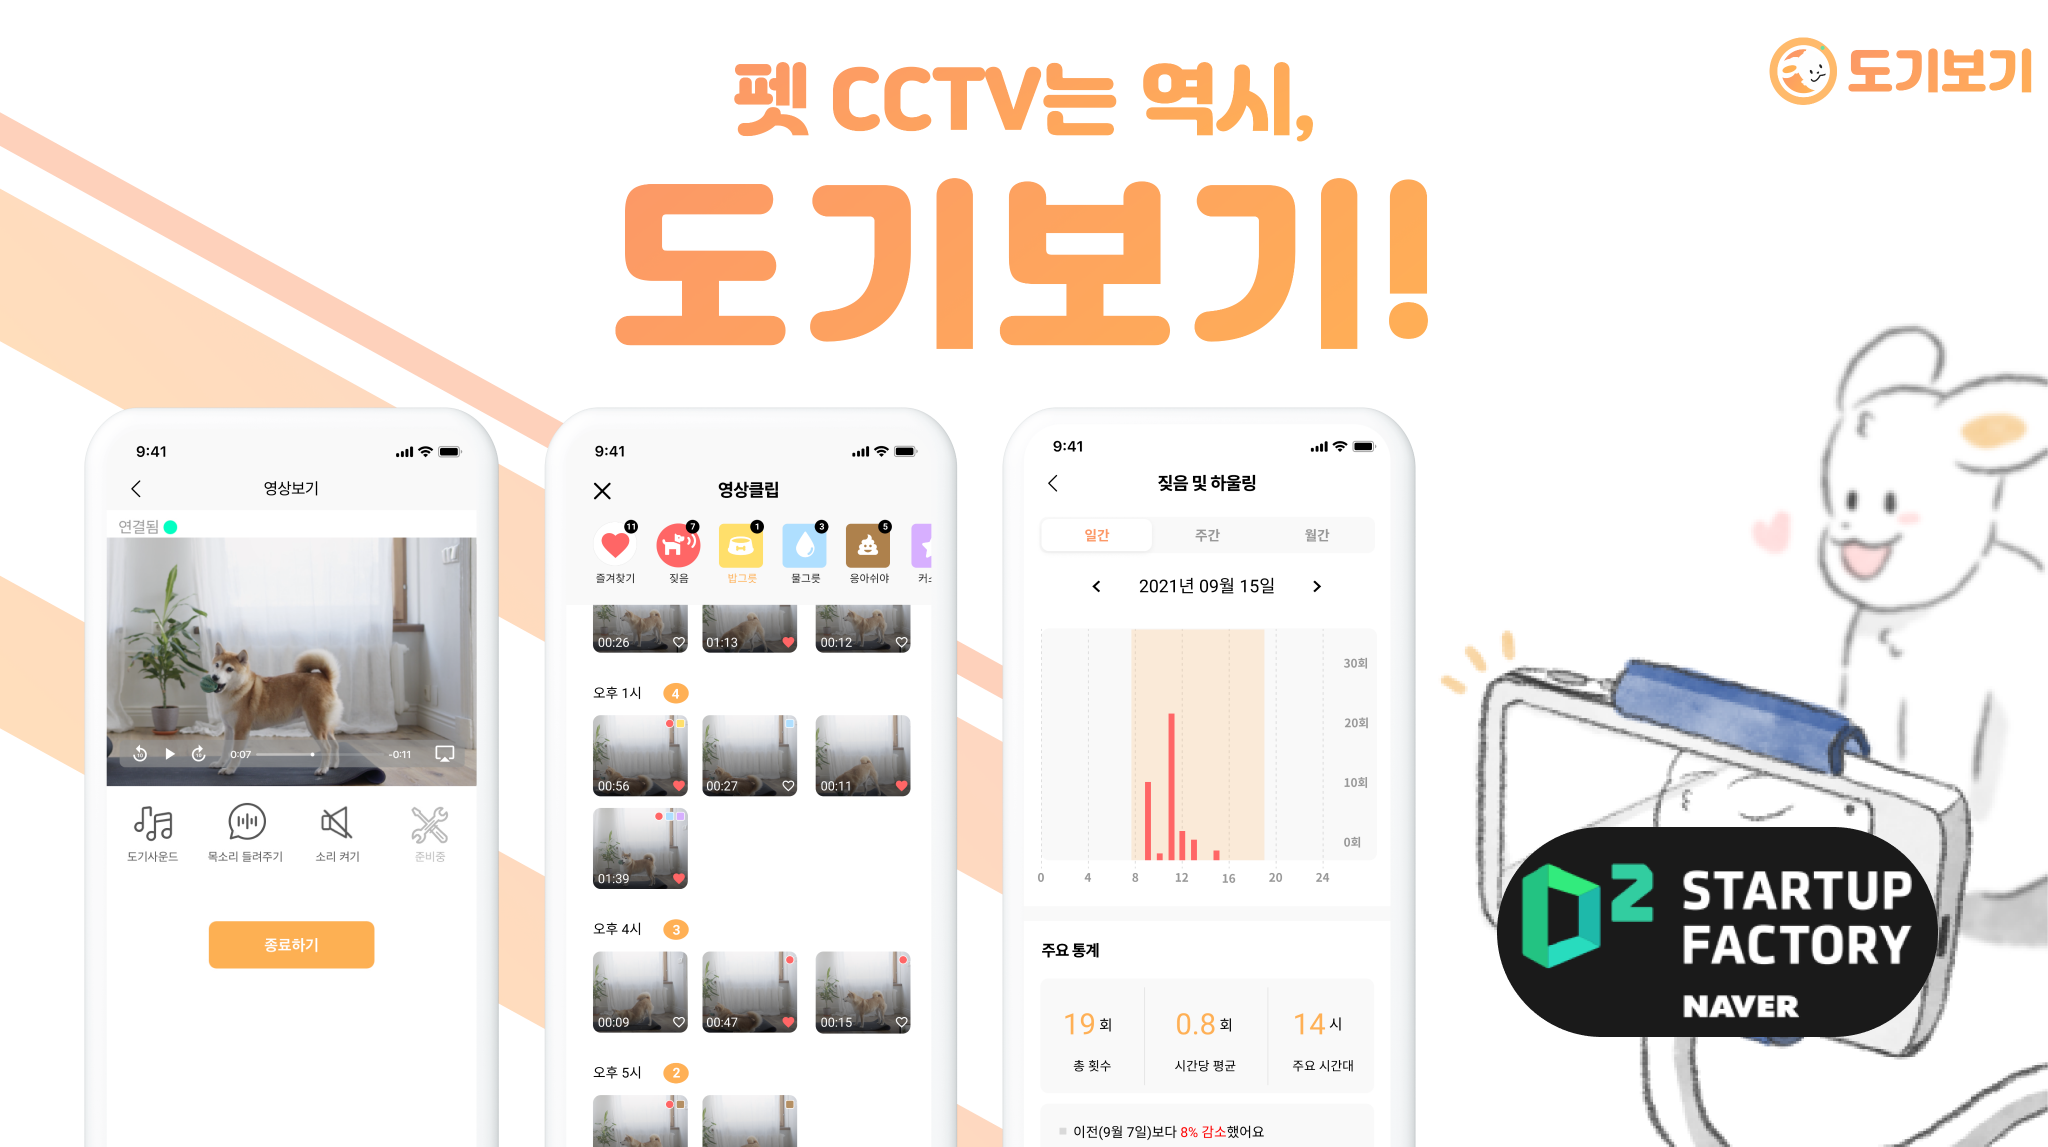 펫 CCTV는 역시,
도기보기!
도기보기
9:41
영상보기
연결됨
0:07
-0:11
도기사운드
목소리 들려주기
소리 켜기
준비중
종료하기
9:41
영상클립
11
7
1
3
5
즐겨찾기
짖음
밥그릇
물그릇
응아쉬야
00:26
01:13
00:12
오후 1시
4
00:56
00:27
00:11
01:39
오후 4시
3
00:09
00:47
00:15
오후 5시
2
9:41
짖음 및 하울링
일간
주간
월간
2021년 09월 15일
30회
20회
10회
0회
0 4 8 12 16 20 24
주요 통계
19 회
0.8 회
14 시
총 횟수
시간당 평균
주요 시간대
이전(9월 7일)보다 8% 감소했어요
D2 STARTUP
FACTORY
NAVER